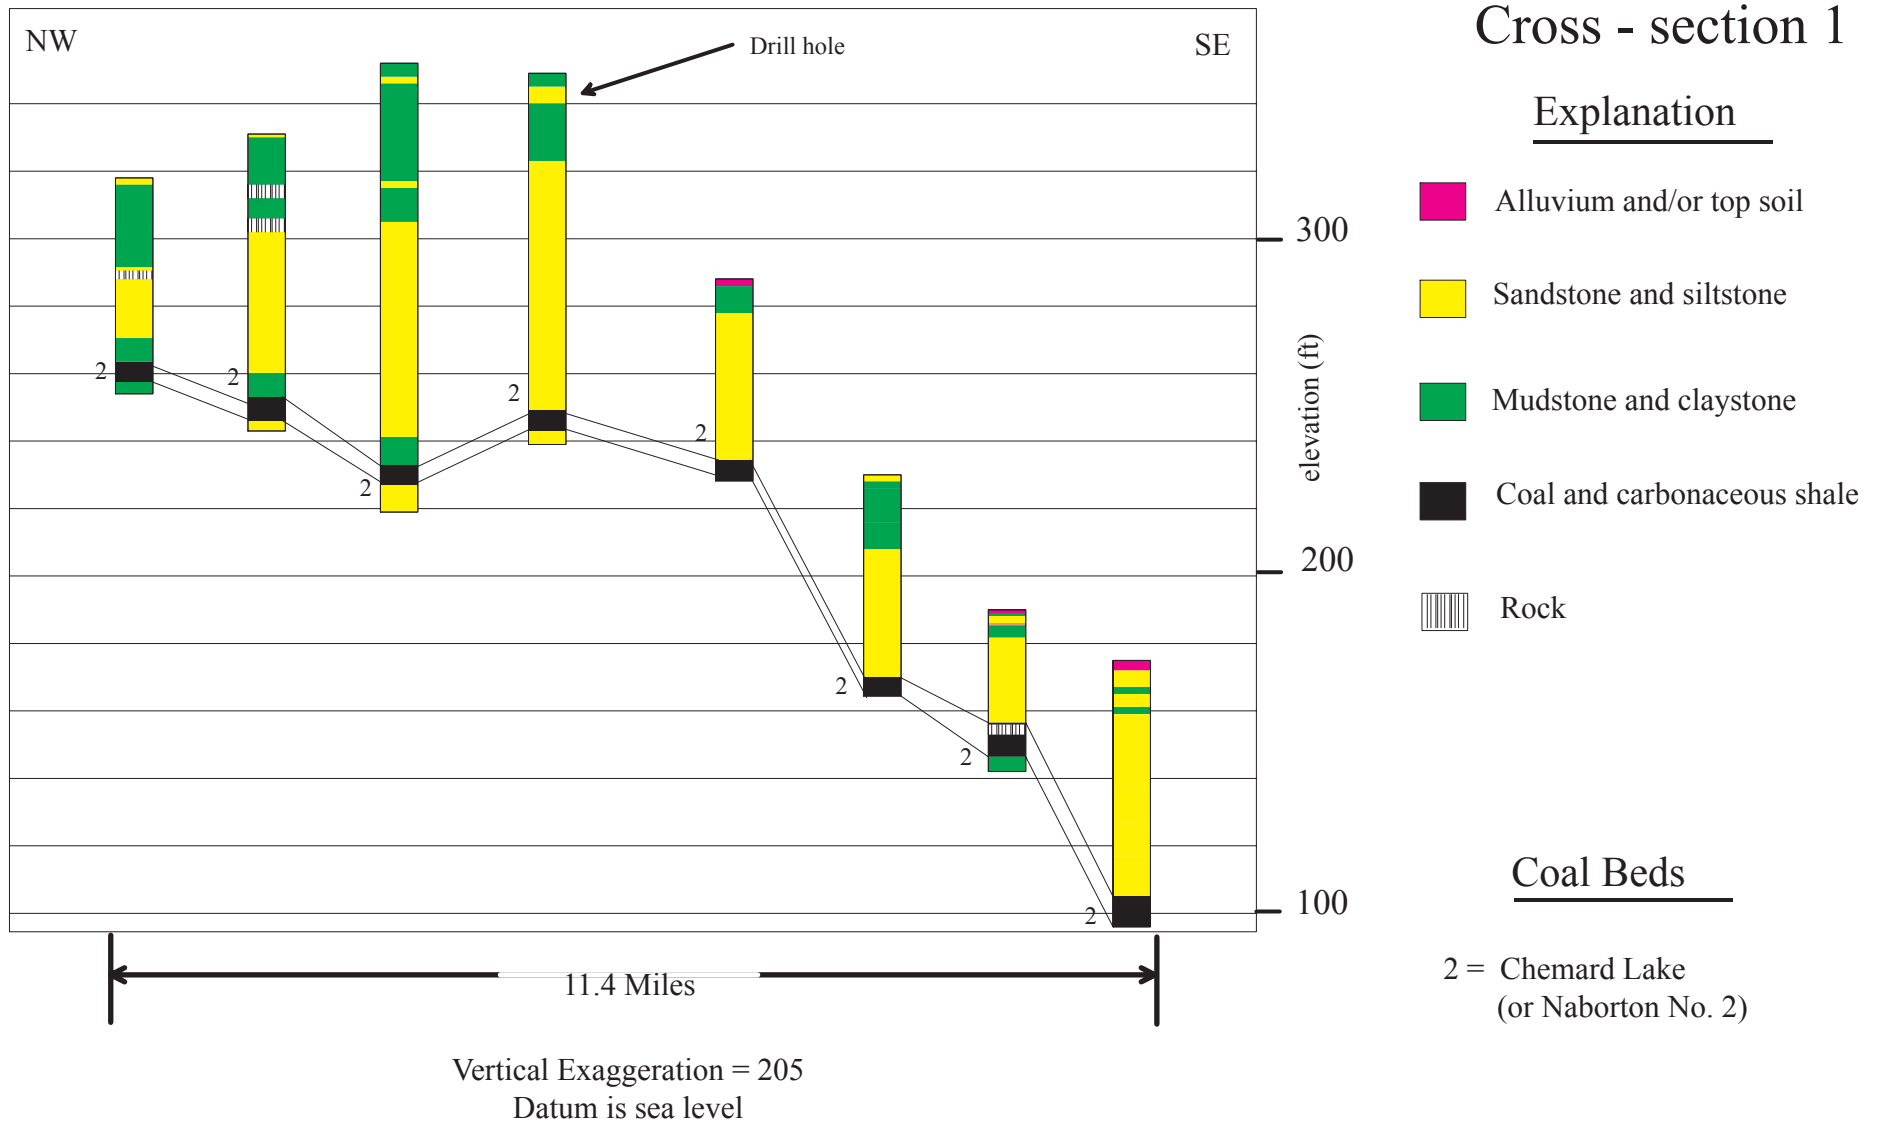 Cross - section 1
NW
Drill hole
SE
Explanation
Alluvium and/or top soil
300
Sandstone and siltstone
2
2
2
2
2
2
2
2
elevation (ft)
Mudstone and claystone
Coal and carbonaceous shale
200
Rock
100
Coal Beds
2 = Chemard Lake
(or Naborton No. 2)
11.4 Miles
Vertical Exaggeration = 205
Datum is sea level